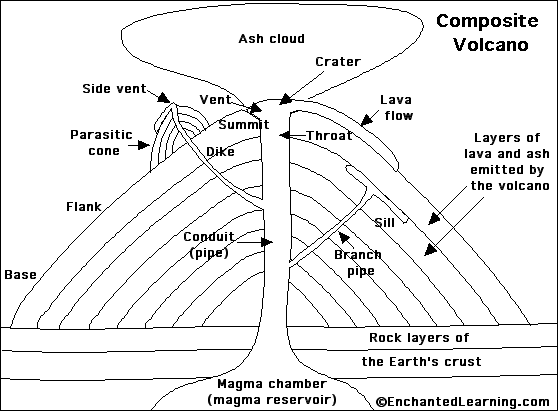 Composite
Volcano
Ash cloud
Crater
Side vent
Vent
Lava
flow
Summit
Throat
Parasitic
cone
Dike
Layers of
lava and ash
emitted by
the volcano
Flank
Sill
Conduit
(pipe)
Branch
pipe
Base
Rock layers of
the Earth's crust
Magma chamber
(magma reservoir)
©EnchantedLearning.com